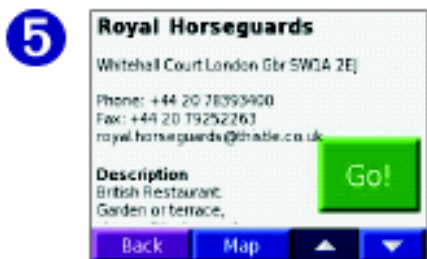 5
Royal Horseguards
Whitehall Court London Gbr SW1A 2EJ
Phone: +44 20 78393400
Fax: +44 20 79252263
royal.horseguards@thistle.co.uk
Description
British Restaurant,
Garden or terrace,
Go!
Back Map